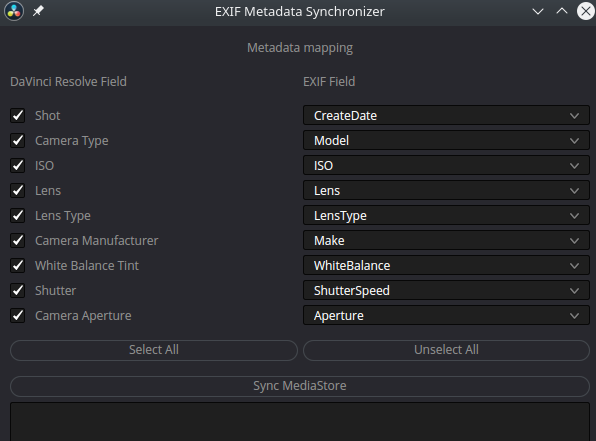 EXIF Metadata Synchronizer
Metadata mapping
DaVinci Resolve Field EXIF Field
Shot CreateDate
Camera Type Model
ISO ISO
Lens Lens
Lens Type LensType
Camera Manufacturer Make
White Balance Tint WhiteBalance
Shutter ShutterSpeed
Camera Aperture Aperture
Select All Unselect All
Sync MediaStore